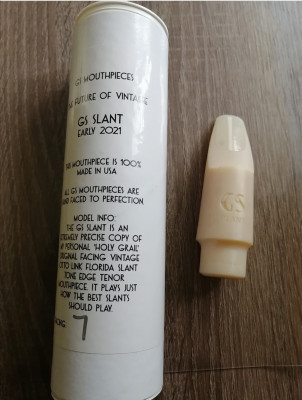 GS MOUTHPIECES
THE FUTURE OF VINTAGE
GS SLANT
EARLY 2021
THIS MOUTHPIECE IS 100%
MADE IN USA
ALL GS MOUTHPIECES ARE
AND FACED TO PERFECTION.
MODEL INFO:
THE GS SLANT IS AN
EXTREMELY PRECISE COPY OF
MY PERSONAL 'HOLY GRAIL'
ORIGINAL FACING VINTAGE
OTTO LINK FLORIDA SLANT
TONE EDGE TENOR
MOUTHPIECE. IT PLAYS JUST
HOW THE BEST SLANTS
SHOULD PLAY.
7
GS